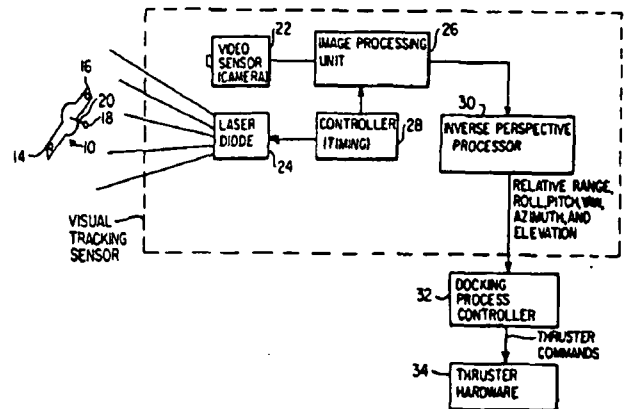 22
VIDEO
SENSOR
(CAMERA)
IMAGE PROCESSING
UNIT
26
16
20
18
14
10
LASER
DIODE
24
CONTROLLER
(TIMING)
28
30
INVERSE PERSPECTIVE
PROCESSOR
VISUAL
TRACKING
SENSOR
RELATIVE RANGE,
ROLL, PITCH, YAW,
AZIMUTH, AND
ELEVATION
32
DOCKING
PROCESS
CONTROLLER
THRUSTER
COMMANDS
34
THRUSTER
HARDWARE